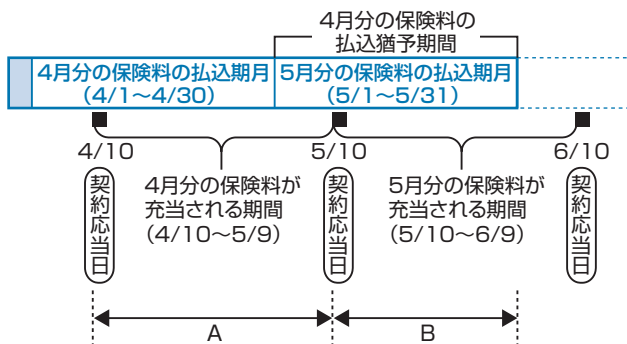 4月分の保険料の
払込猶予期間
4月分の保険料の払込期月
(4/1～4/30)
5月分の保険料の払込期月
(5/1～5/31)
4/10
5/10
6/10
契約応当日
4月分の保険料が
充当される期間
(4/10～5/9)
契約応当日
5月分の保険料が
充当される期間
(5/10～6/9)
契約応当日
A
B